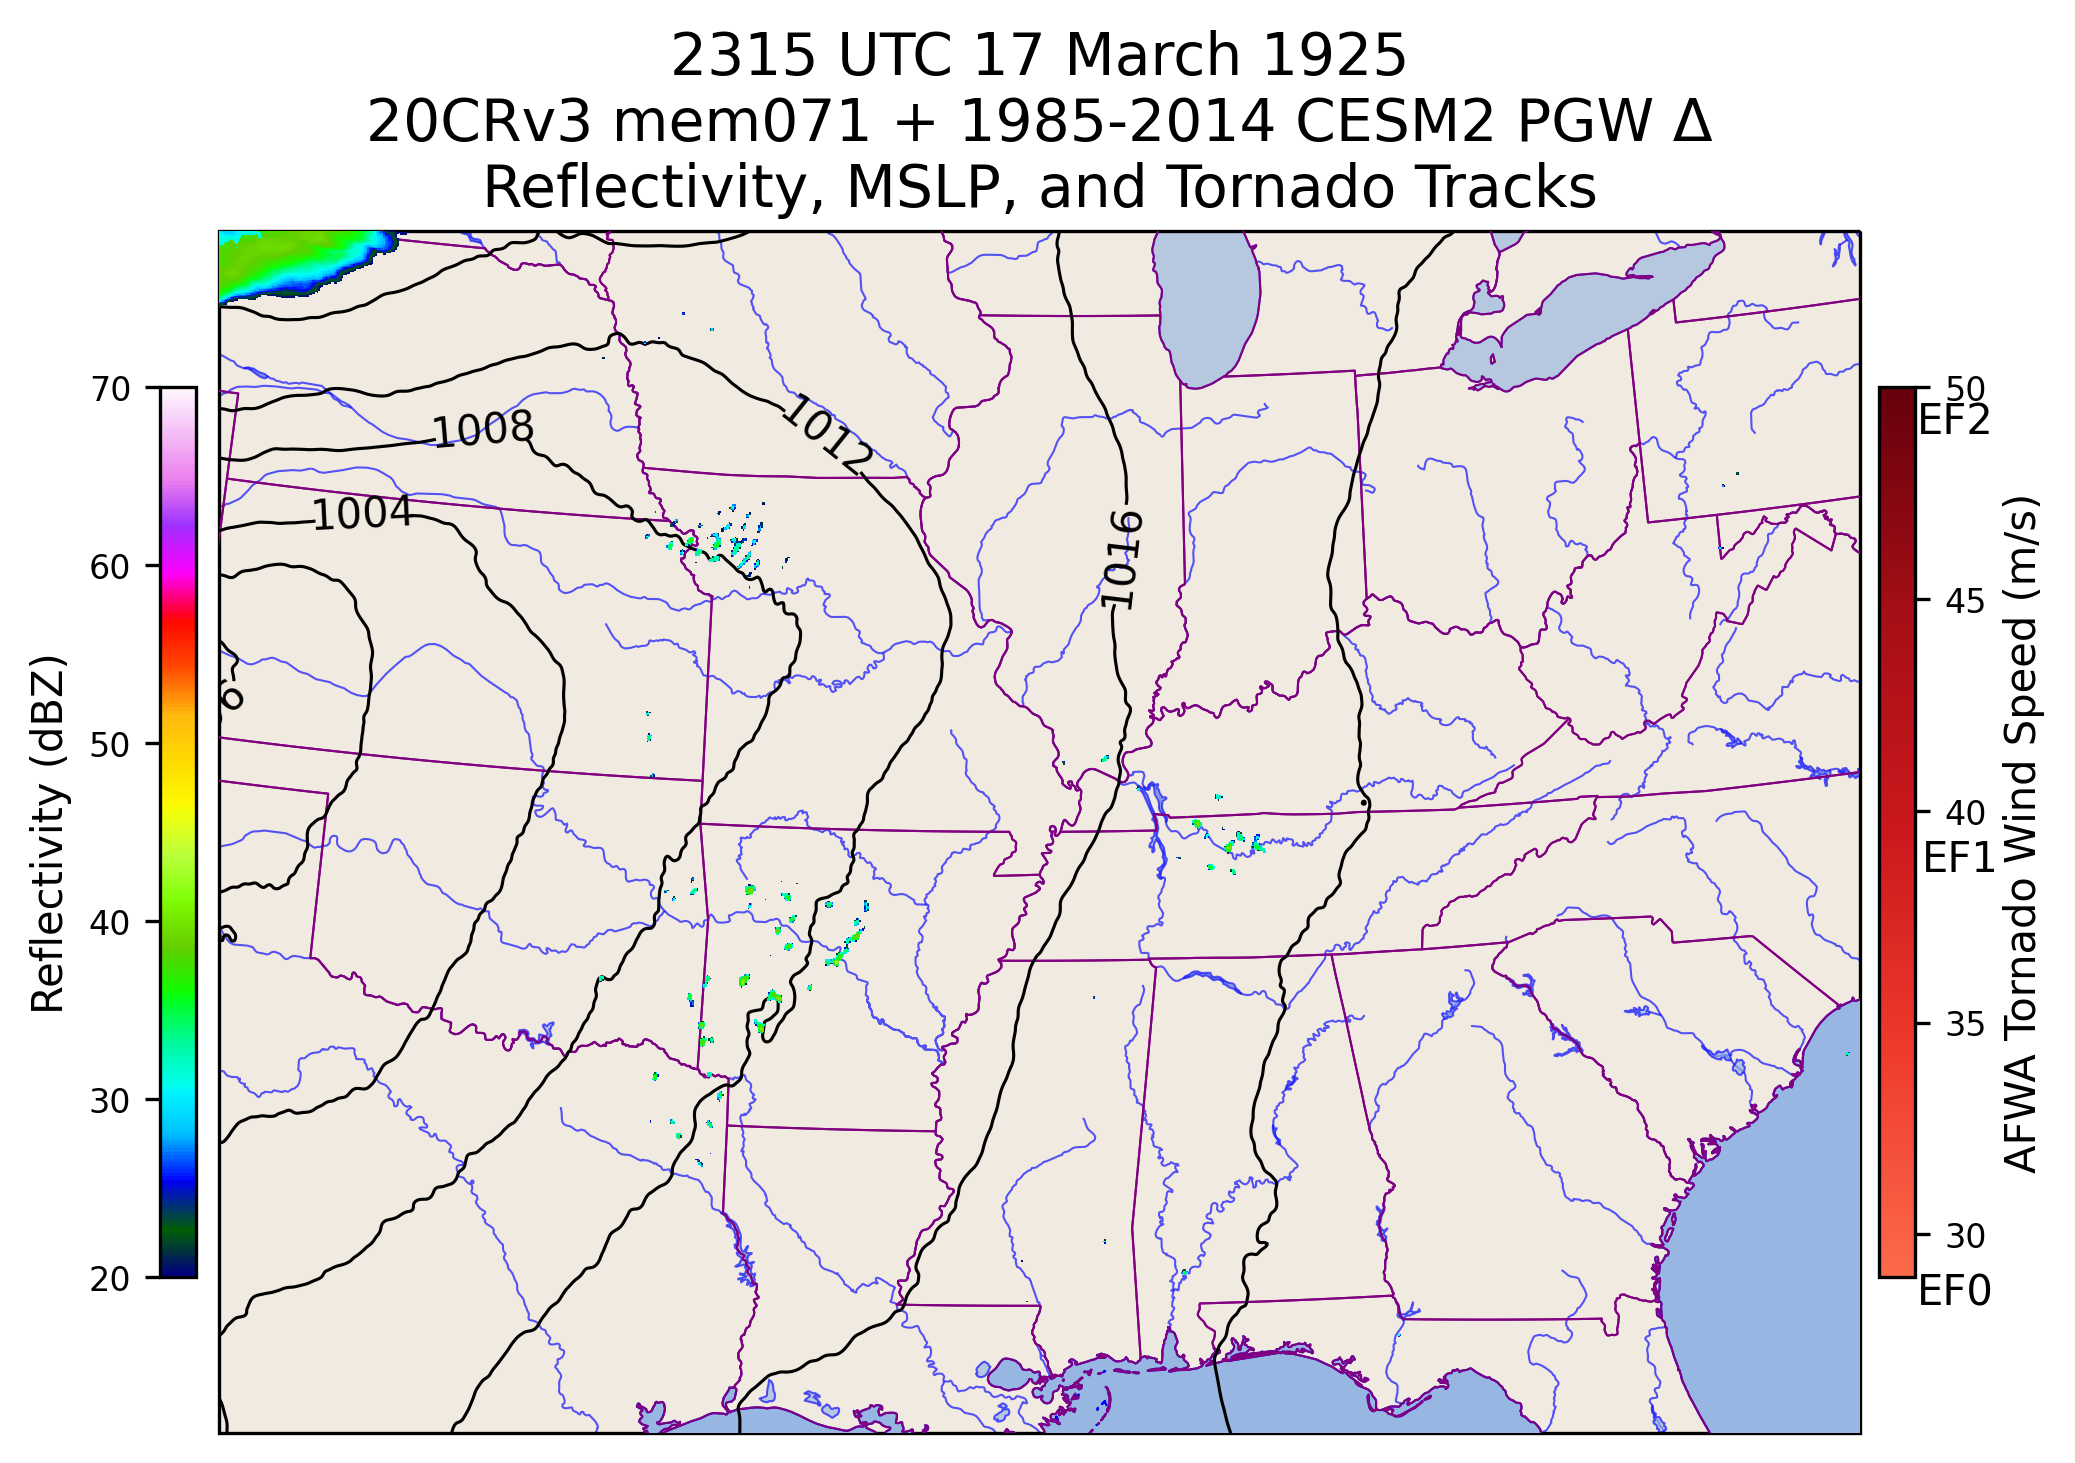 2315 UTC 17 March 1925
20CRv3 mem071 + 1985-2014 CESM2 PGW Δ
Reflectivity, MSLP, and Tornado Tracks
70
60
50
40
30
20
Reflectivity (dBZ)
1008
1012
1004
1016
50
EF2
45
40
EF1
35
30
EF0
AFWA Tornado Wind Speed (m/s)